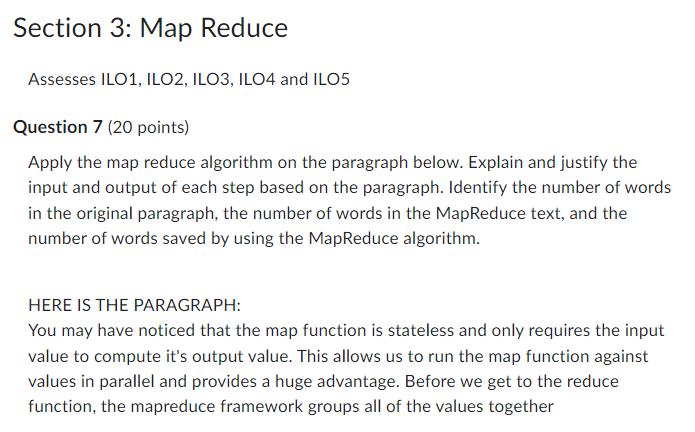 Section 3: Map Reduce
Assesses ILO1, ILO2, ILO3, ILO4 and ILO5
Question 7 (20 points)
Apply the map reduce algorithm on the paragraph below. Explain and justify the
input and output of each step based on the paragraph. Identify the number of words
in the original paragraph, the number of words in the MapReduce text, and the
number of words saved by using the MapReduce algorithm.
HERE IS THE PARAGRAPH:
You may have noticed that the map function is stateless and only requires the input
value to compute it's output value. This allows us to run the map function against
values in parallel and provides a huge advantage. Before we get to the reduce
function, the mapreduce framework groups all of the values together